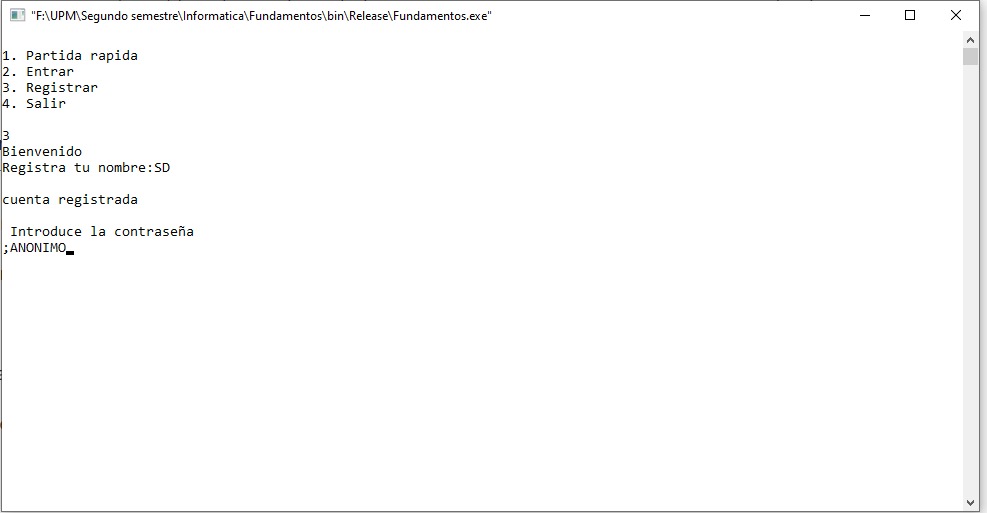 "F:\UPM\Segundo semestre\Informatica\Fundamentos\bin\Release\Fundamentos.exe"
1. Partida rapida
2. Entrar
3. Registrar
4. Salir
3
Bienvenido
Registra tu nombre:SD
cuenta registrada
Introduce la contraseña
;ANONIMO